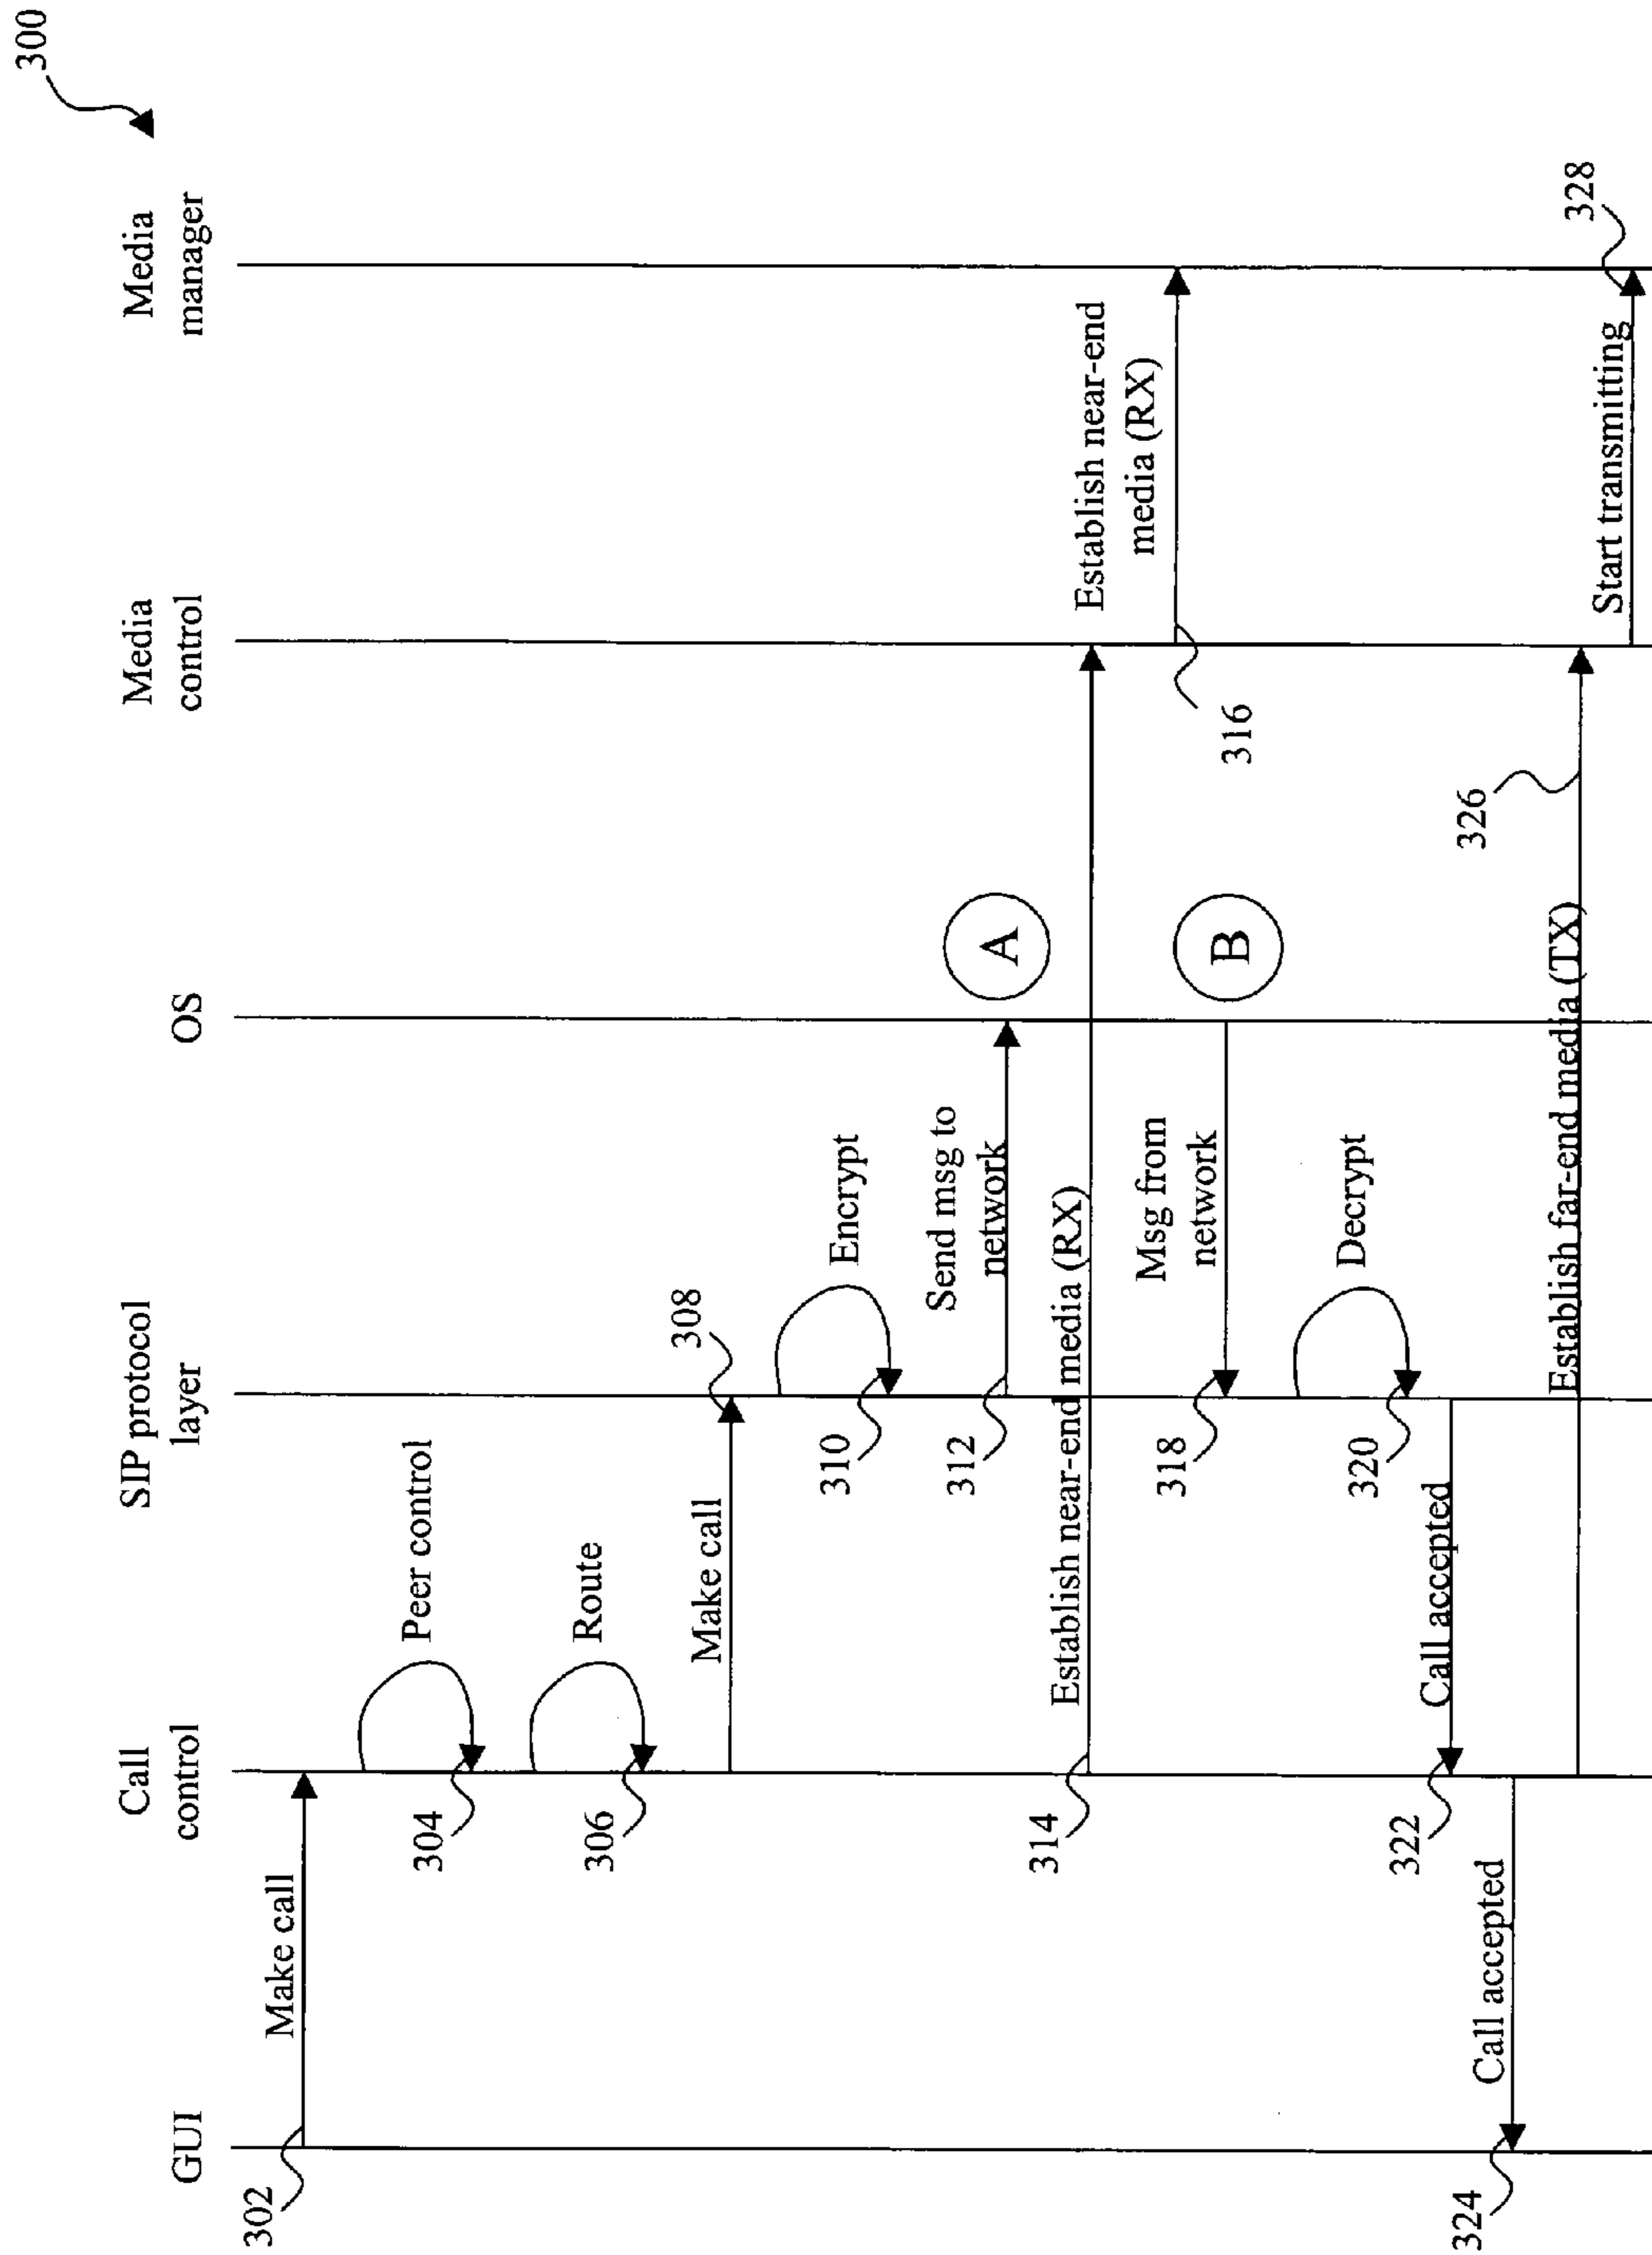 300
GUI
Call
control
SIP protocol
layer
OS
Media
control
Media
manager
302
Make call
304
Peer control
306
Route
Make call
308
310
Encrypt
312
Send msg to
network
A
314
Establish near-end media (RX)
Establish near-end
media (RX)
316
318
Msg from
network
B
320
Decrypt
322
Call accepted
324
Call accepted
Establish far-end media (TX)
326
Start transmitting
328